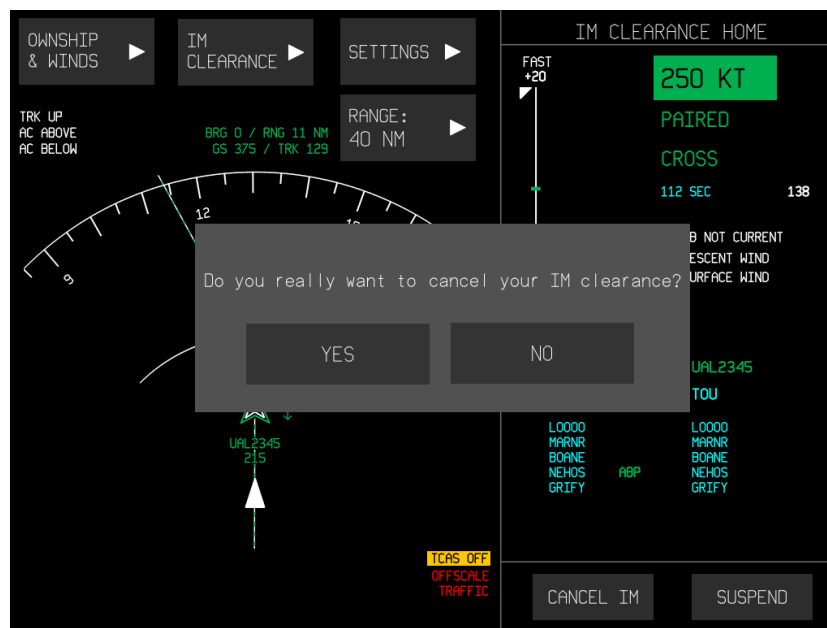 OWNSHIP
& WINDS
IM
CLEARANCE
SETTINGS
RANGE:
40 NM
TRK UP
AC ABOVE
AC BELOW
BRG 0 / RNG 11 NM
GS 375 / TRK 129
9
12
Do you really want to cancel your IM clearance?
YES
NO
UAL2345
215
TCAS OFF
OFFSCALE
TRAFFIC
IM CLEARANCE HOME
FAST
+20
250 KT
PAIRED
CROSS
112 SEC 138
NOT CURRENT
WIND
WIND
UAL2345
TOU
LOOOO LOOOO
MARNR MARNR
BOANE BOANE
NEHOS ABP NEHOS
GRIFY GRIFY
CANCEL IM
SUSPEND